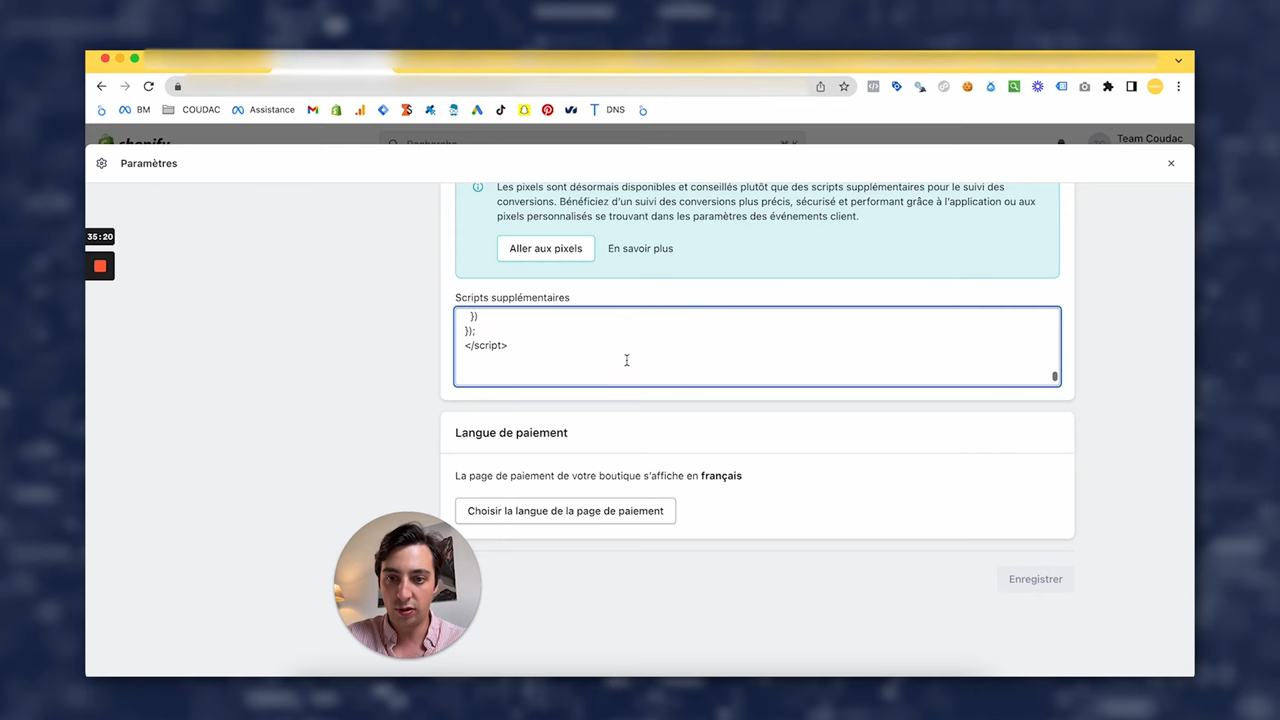 BM
COUDAC
Assistance
DNS
shopify
Recherche
⌘ K
Team Coudac
Paramètres
35:20
Les pixels sont désormais disponibles et conseillés plutôt que des scripts supplémentaires pour le suivi des
conversions. Bénéficiez d'un suivi des conversions plus précis, sécurisé et performant grâce à l'application ou aux
pixels personnalisés se trouvant dans les paramètres des événements client.
Aller aux pixels
En savoir plus
Scripts supplémentaires
})
});
</script>
Langue de paiement
La page de paiement de votre boutique s'affiche en français
Choisir la langue de la page de paiement
Enregistrer